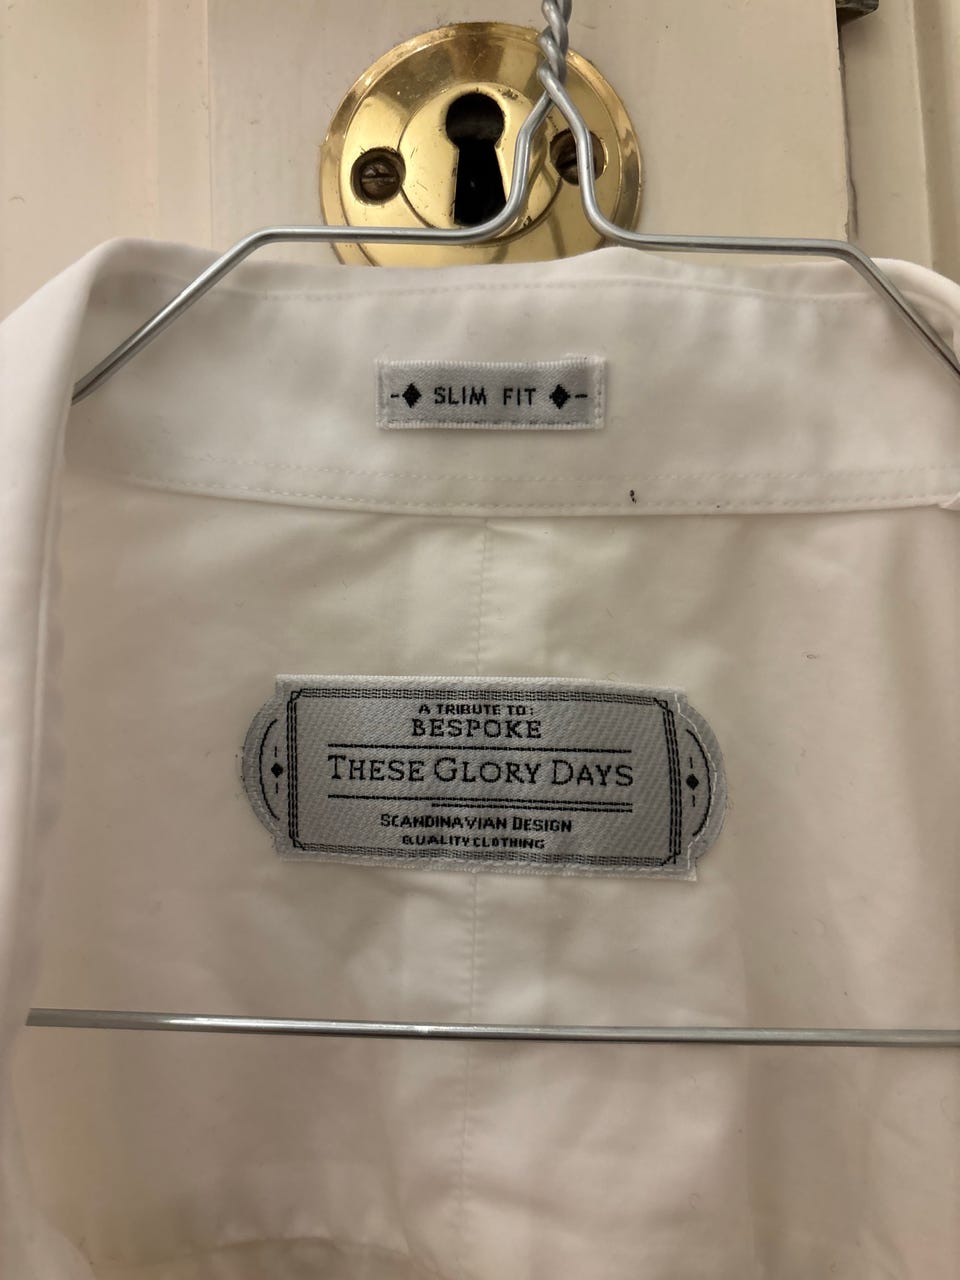 SLIM FIT
A TRIBUTE TO:
BESPOKE
THESE GLORY DAYS
SCANDINAVIAN DESIGN
QUALITY CLOTHING